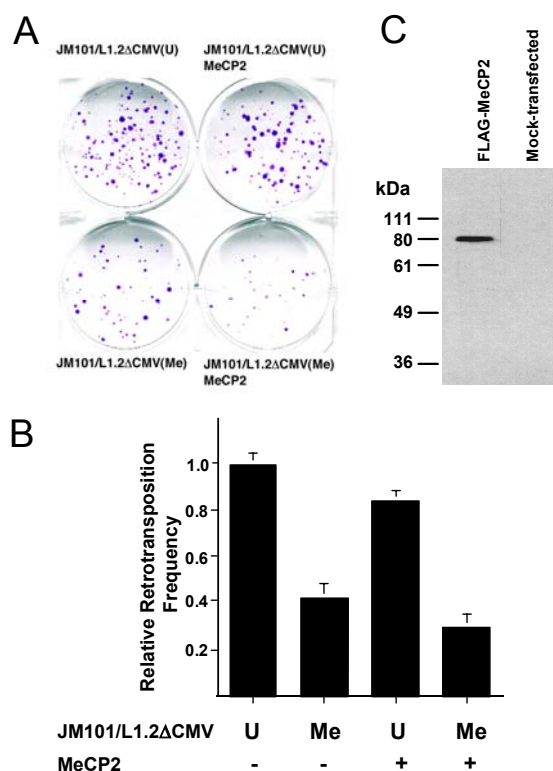 A
JM101/L1.2ΔCMV(U)
JM101/L1.2ΔCMV(U)
MeCP2
JM101/L1.2ΔCMV(Me)
JM101/L1.2ΔCMV(Me)
MeCP2
C
FLAG-MeCP2
Mock-transfected
kDa
111
80
61
49
36
B
Relative Retrotransposition
Frequency
1.0
0.8
0.6
0.4
0.2
JM101/L1.2ΔCMV U Me U Me
MeCP2 - - + +